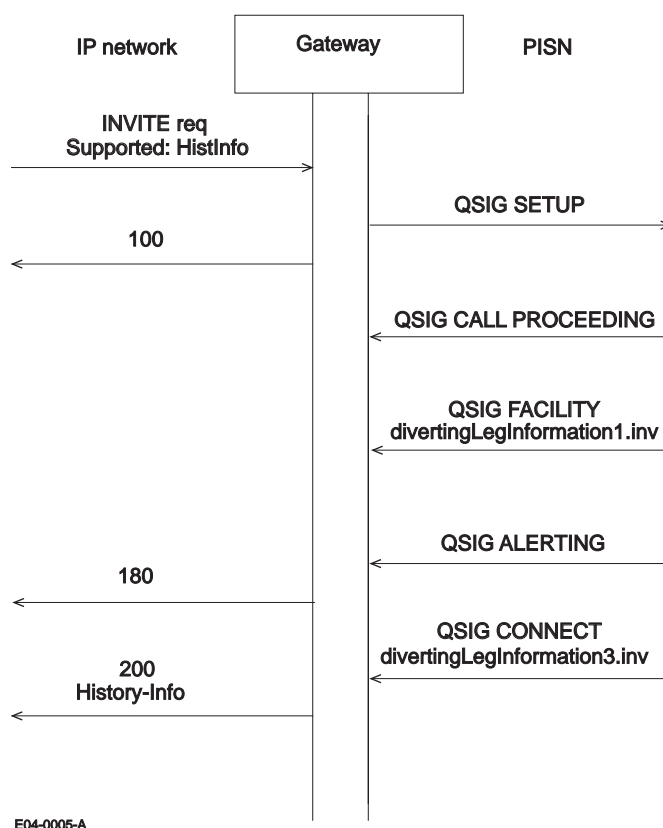 IP network
Gateway
PISN
INVITE req
Supported: HistInfo
QSIG SETUP
100
QSIG CALL PROCEEDING
QSIG FACILITY
divertingLegInformation1.inv
QSIG ALERTING
180
QSIG CONNECT
divertingLegInformation3.inv
200
History-Info
E04-0005-A